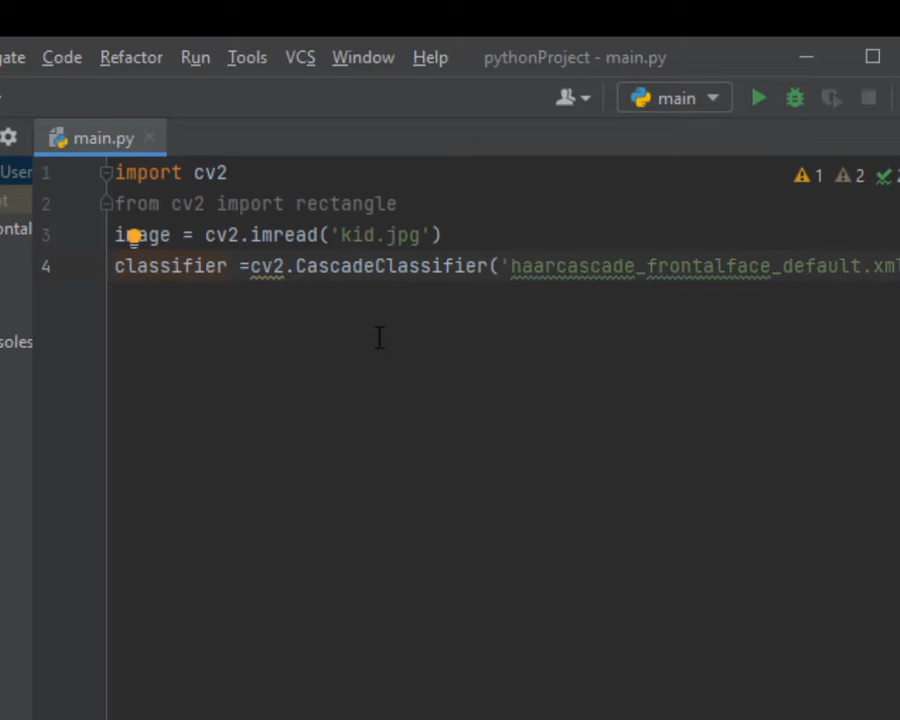 gate Code Refactor Run Tools VCS Window Help pythonProject - main.py
main
main.py
User
1 import cv2
1 2 2
2 from cv2 import rectangle
ontal
3 image = cv2.imread('kid.jpg')
4 classifier =cv2.CascadeClassifier('haarcascade_frontalface_default.xml
soles